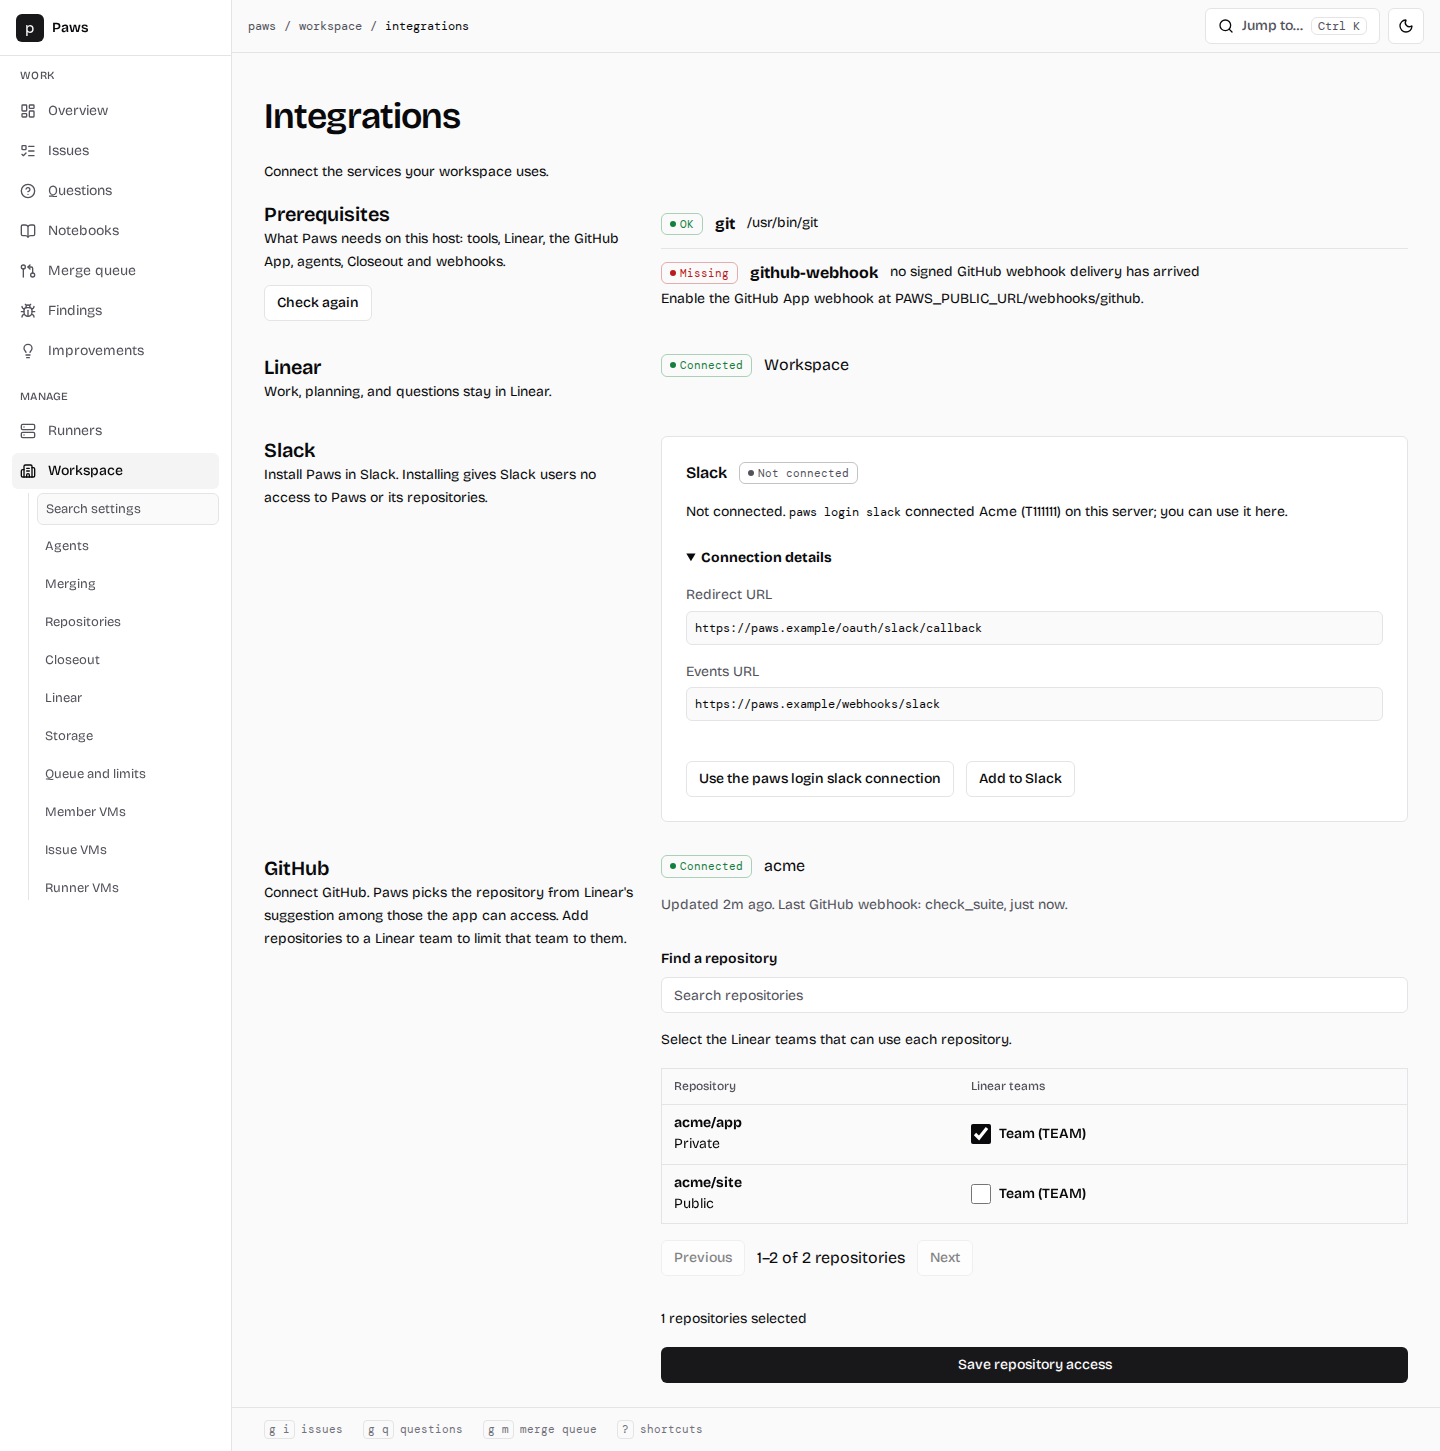 p Paws
paws / workspace / integrations
Jump to... Ctrl K
WORK
Overview
Issues
Questions
Notebooks
Merge queue
Findings
Improvements
MANAGE
Runners
Workspace
Search settings
Agents
Merging
Repositories
Closeout
Linear
Storage
Queue and limits
Member VMs
Issue VMs
Runner VMs
Integrations
Connect the services your workspace uses.
Prerequisites
What Paws needs on this host: tools, Linear, the GitHub
App, agents, Closeout and webhooks.
Check again
OK git /usr/bin/git
Missing github-webhook no signed GitHub webhook delivery has arrived
Enable the GitHub App webhook at PAWS_PUBLIC_URL/webhooks/github.
Linear
Work, planning, and questions stay in Linear.
Connected Workspace
Slack
Install Paws in Slack. Installing gives Slack users no
access to Paws or its repositories.
Slack Not connected
Not connected. paws login slack connected Acme (T111111) on this server; you can use it here.
▼ Connection details
Redirect URL
https://paws.example/oauth/slack/callback
Events URL
https://paws.example/webhooks/slack
Use the paws login slack connection Add to Slack
GitHub
Connect GitHub. Paws picks the repository from Linear's
suggestion among those the app can access. Add
repositories to a Linear team to limit that team to them.
Connected acme
Updated 2m ago. Last GitHub webhook: check_suite, just now.
Find a repository
Search repositories
Select the Linear teams that can use each repository.
Repository Linear teams
acme/app
Private
Team (TEAM)
acme/site
Public
Team (TEAM)
Previous 1–2 of 2 repositories Next
1 repositories selected
Save repository access
g i issues g q questions g m merge queue ? shortcuts